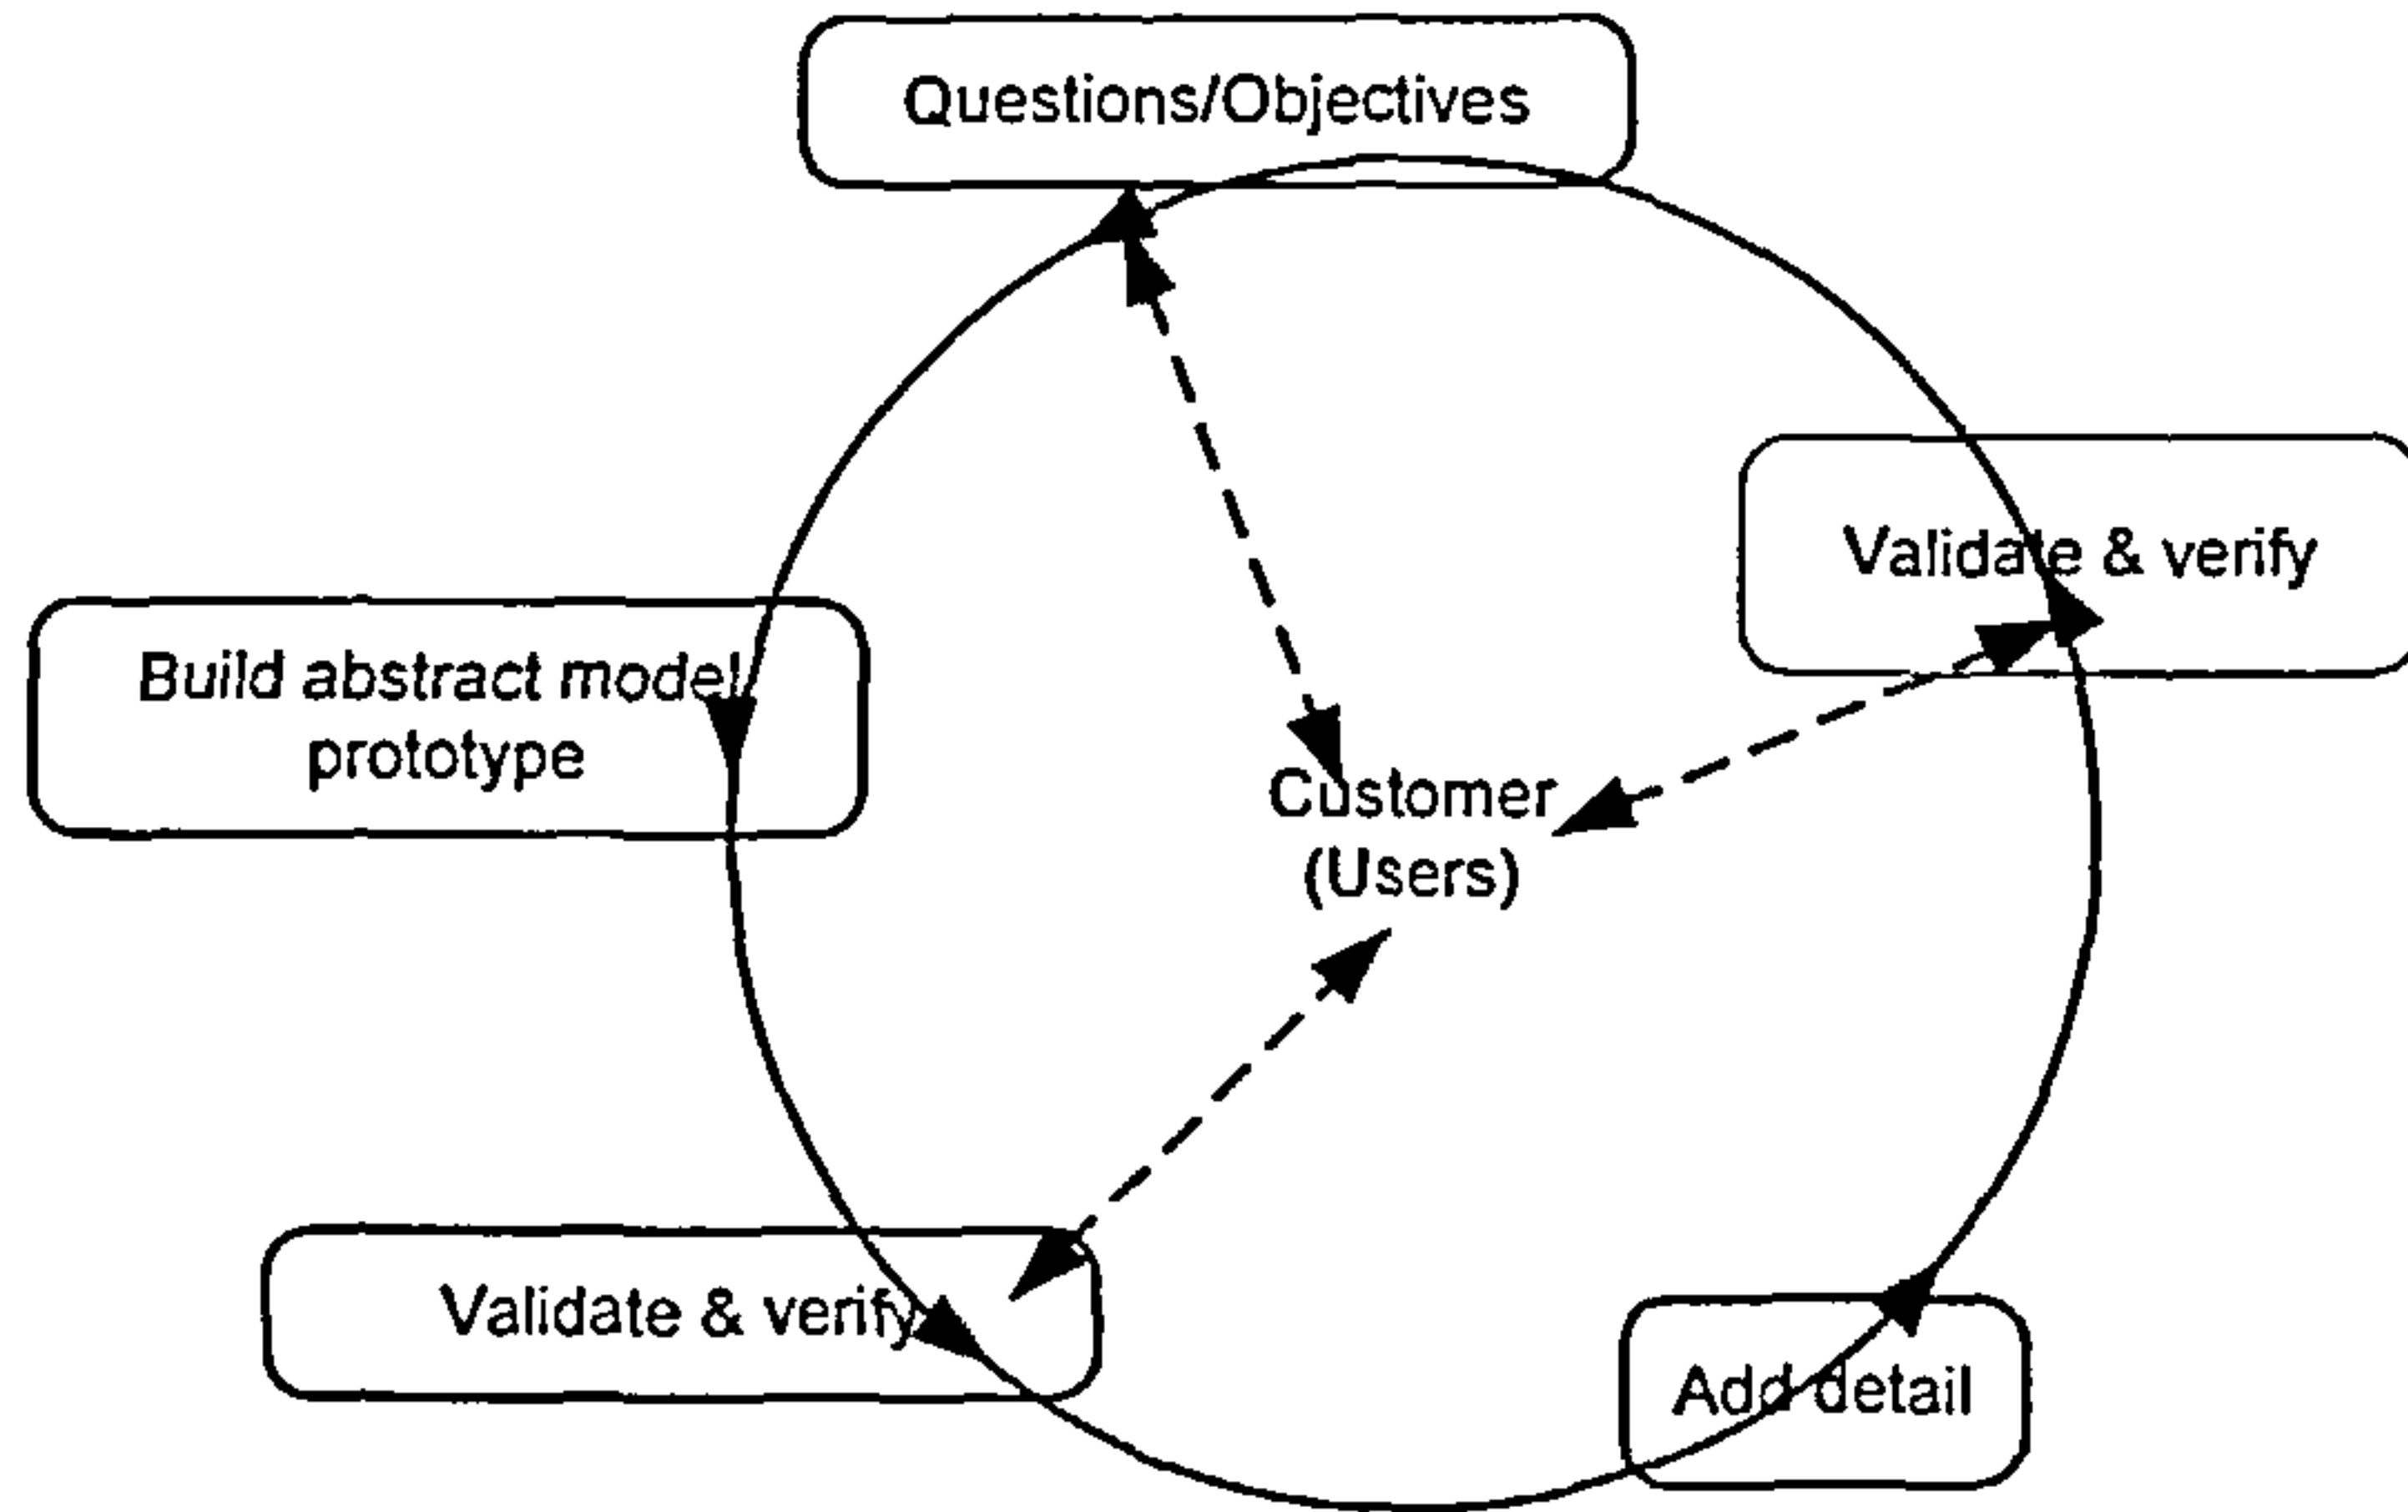 Questions/Objectives
Validate & verify
Build abstract model
prototype
Customer
(Users)
Validate & verify
Add detail